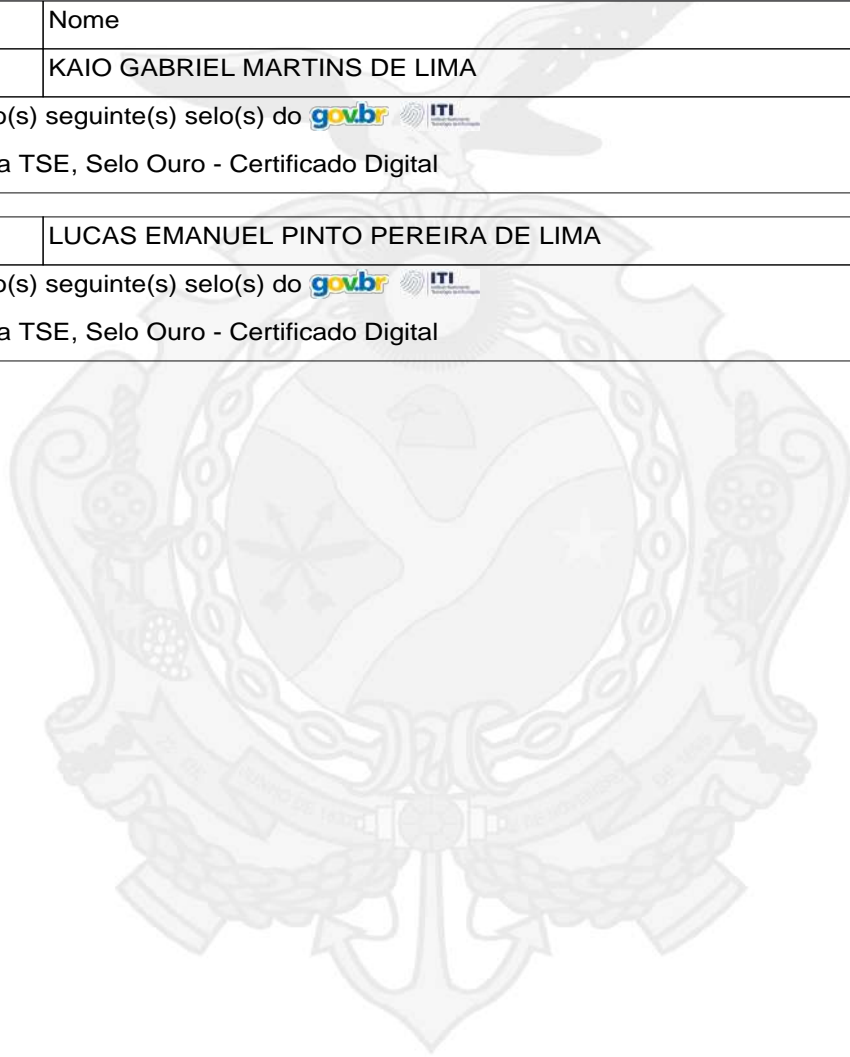 Nome
KAIO GABRIEL MARTINS DE LIMA
o(s) seguinte(s) selo(s) do gov.br ITI
a TSE, Selo Ouro - Certificado Digital
LUCAS EMANUEL PINTO PEREIRA DE LIMA
o(s) seguinte(s) selo(s) do gov.br ITI
a TSE, Selo Ouro - Certificado Digital